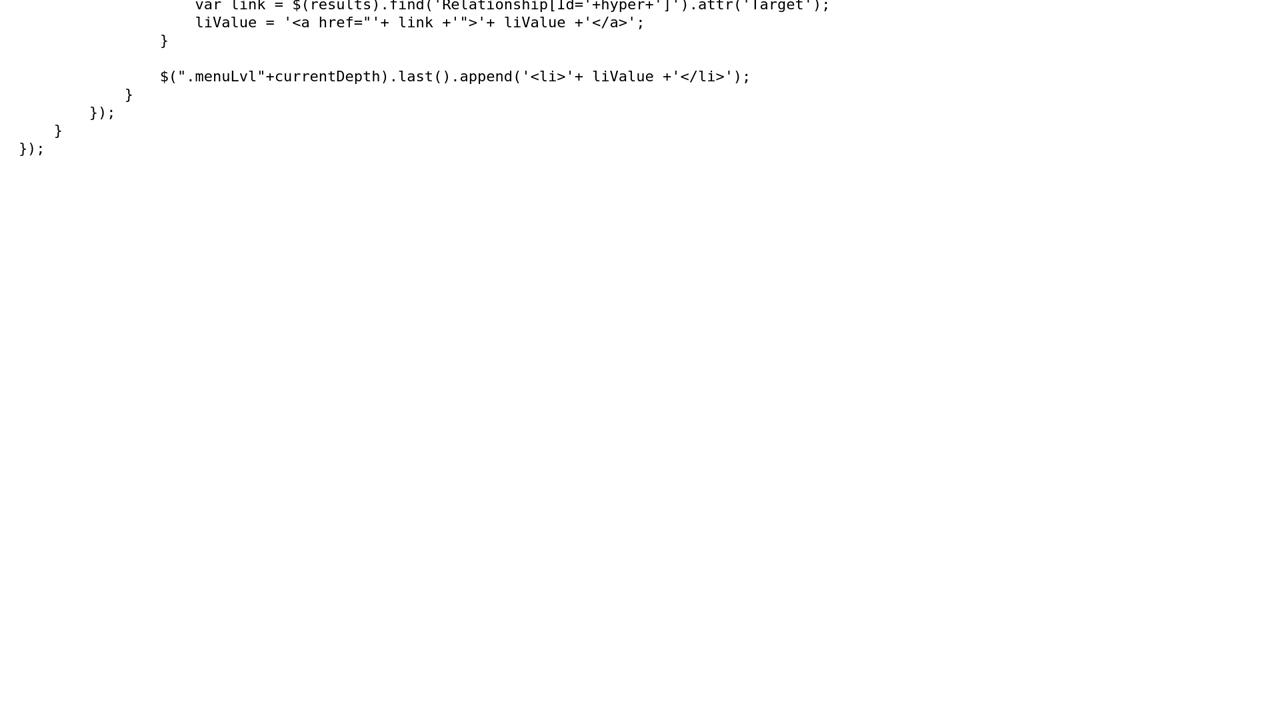 var link = $(results).find('Relationship[Id='+hyper+']').attr('Target');
liValue = '<a href="'+ link +'">'+ liValue +'</a>';
}
$(".menuLvl"+currentDepth).last().append('<li>'+ liValue +'</li>');
}
});
}
});